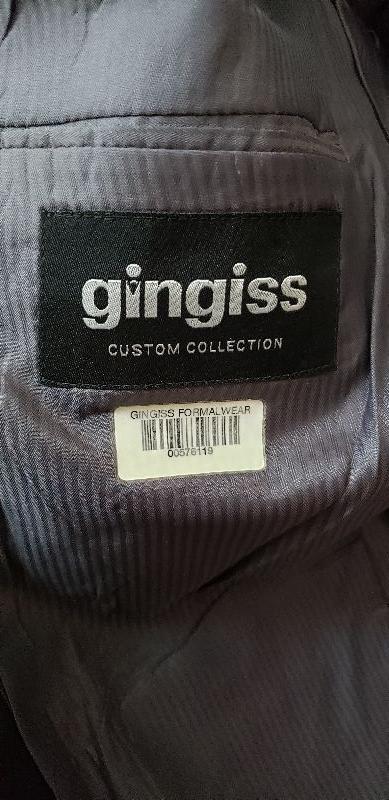 gingiss
CUSTOM COLLECTION
GINGISS FORMALWEAR
00576119